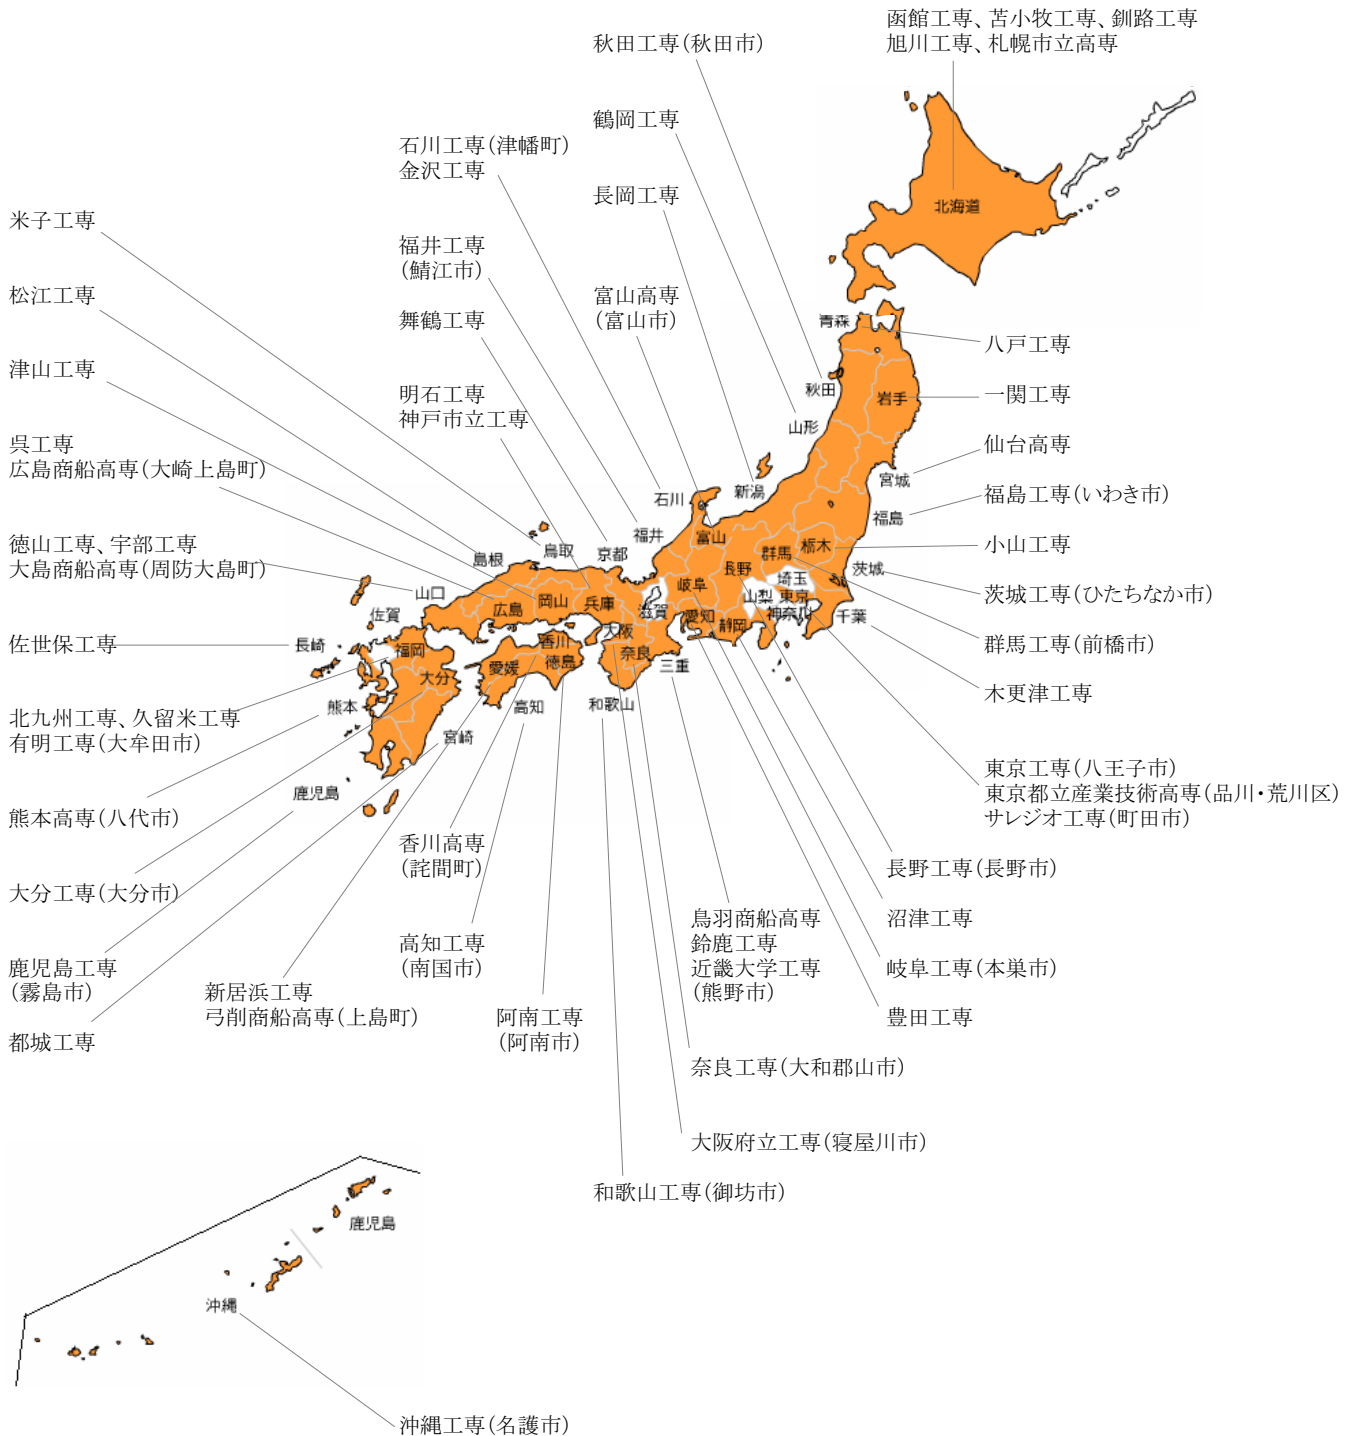 函館工専、苫小牧工専、釧路工専
旭川工専、札幌市立高専
秋田工専(秋田市)
鶴岡工専
石川工専(津幡町)
金沢工専
長岡工専
米子工専
福井工専
(鯖江市)
富山高専
(富山市)
松江工専
舞鶴工専
津山工専
明石工専
神戸市立工専
呉工専
広島商船高専(大崎上島町)
徳山工専、宇部工専
大島商船高専(周防大島町)
佐世保工専
北九州工専、久留米工専
有明工専(大牟田市)
熊本高専(八代市)
大分工専(大分市)
鹿児島工専
(霧島市)
都城工専
北海道
青森
秋田
岩手
山形
宮城
新潟
福島
石川
富山
福井
群馬
栃木
茨城
長野
埼玉
岐阜
山梨
東京
神奈川
千葉
愛知
静岡
滋賀
京都
鳥取
島根
兵庫
岡山
広島
山口
大阪
奈良
三重
和歌山
香川
徳島
愛媛
高知
佐賀
長崎
福岡
大分
熊本
宮崎
鹿児島
八戸工専
一関工専
仙台高専
福島工専(いわき市)
小山工専
茨城工専(ひたちなか市)
群馬工専(前橋市)
木更津工専
東京工専(八王子市)
東京都立産業技術高専(品川・荒川区)
サレジオ工専(町田市)
長野工専(長野市)
沼津工専
岐阜工専(本巣市)
豊田工専
香川高専
(詫間町)
高知工専
(南国市)
新居浜工専
弓削商船高専(上島町)
阿南工専
(阿南市)
鳥羽商船高専
鈴鹿工専
近畿大学工専
(熊野市)
奈良工専(大和郡山市)
大阪府立工専(寝屋川市)
和歌山工専(御坊市)
鹿児島
沖縄
沖縄工専(名護市)